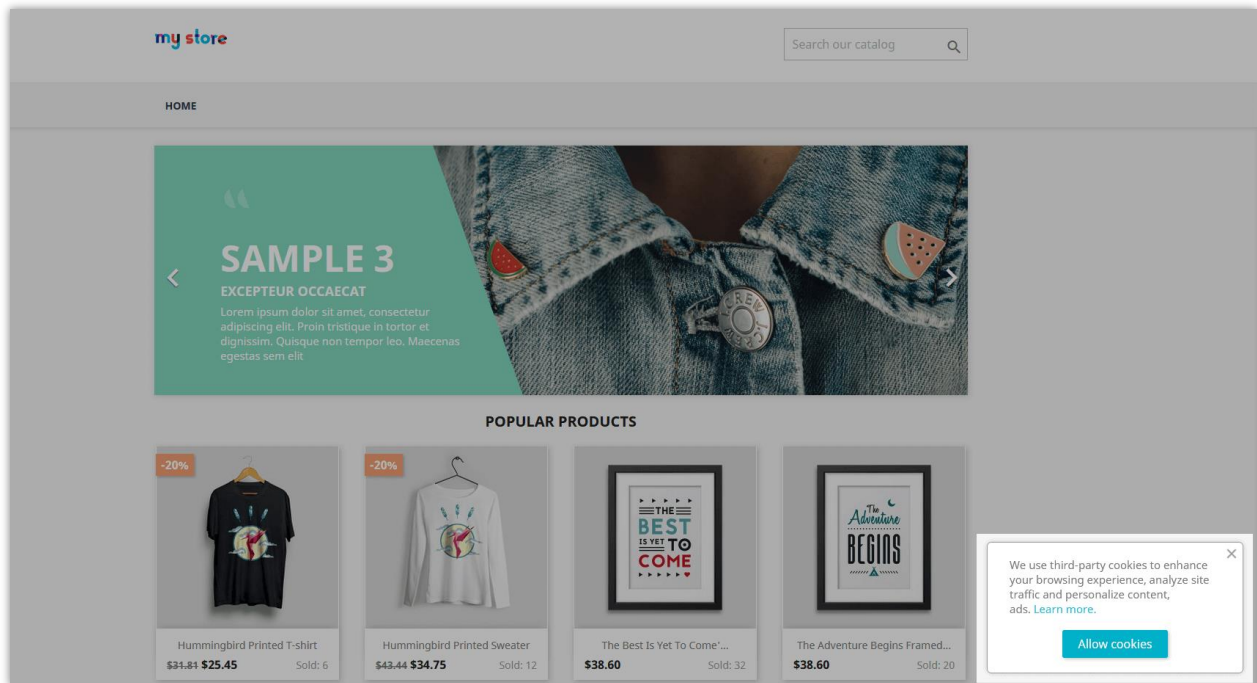 my store
Search our catalog
HOME
“
SAMPLE 3
EXCEPTEUR OCCAECAT
Lorem ipsum dolor sit amet, consectetur
adipiscing elit. Proin tristique in tortor et
dignissim. Quisque non tempor leo. Maecenas
egestas sem elit
J.CREW J.CREW
POPULAR PRODUCTS
-20%
-20%
THE
BEST
IS YET TO
COME
The
Adventure
BEGINS
Hummingbird Printed T-shirt
$31.81 $25.45 Sold: 6
Hummingbird Printed Sweater
$43.44 $34.75 Sold: 12
The Best Is Yet To Come'...
$38.60 Sold: 32
The Adventure Begins Framed...
$38.60 Sold: 20
We use third-party cookies to enhance
your browsing experience, analyze site
traffic and personalize content,
ads. Learn more.
Allow cookies